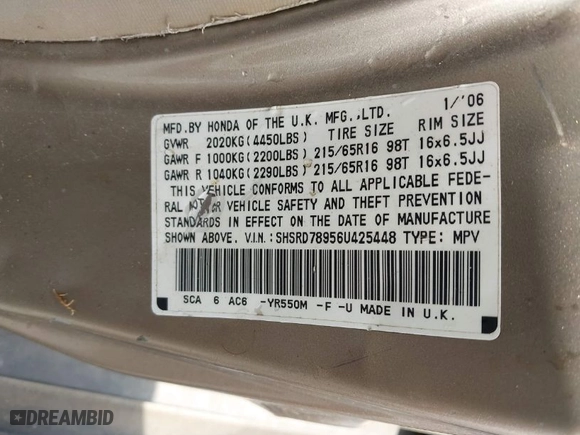 MFD.BY HONDA OF THE U.K. MFG.,LTD. 1/'06
GVWR 2020KG(4450LBS) TIRE SIZE RIM SIZE
GAWR F 1000KG(2200LBS) 215/65R16 98T 16x6.5JJ
GAWR R 1040KG(2290LBS) 215/65R16 98T 16x6.5JJ
THIS VEHICLE CONFORMS TO ALL APPLICABLE FEDE-
RAL MOTOR VEHICLE SAFETY AND THEFT PREVENTION
STANDARDS IN EFFECT ON THE DATE OF MANUFACTURE
SHOWN ABOVE. V.I.N.:SHSRD78956U425448 TYPE: MPV
SCA 6 AC6 -YR550M -F -U MADE IN U.K.
DREAMBID